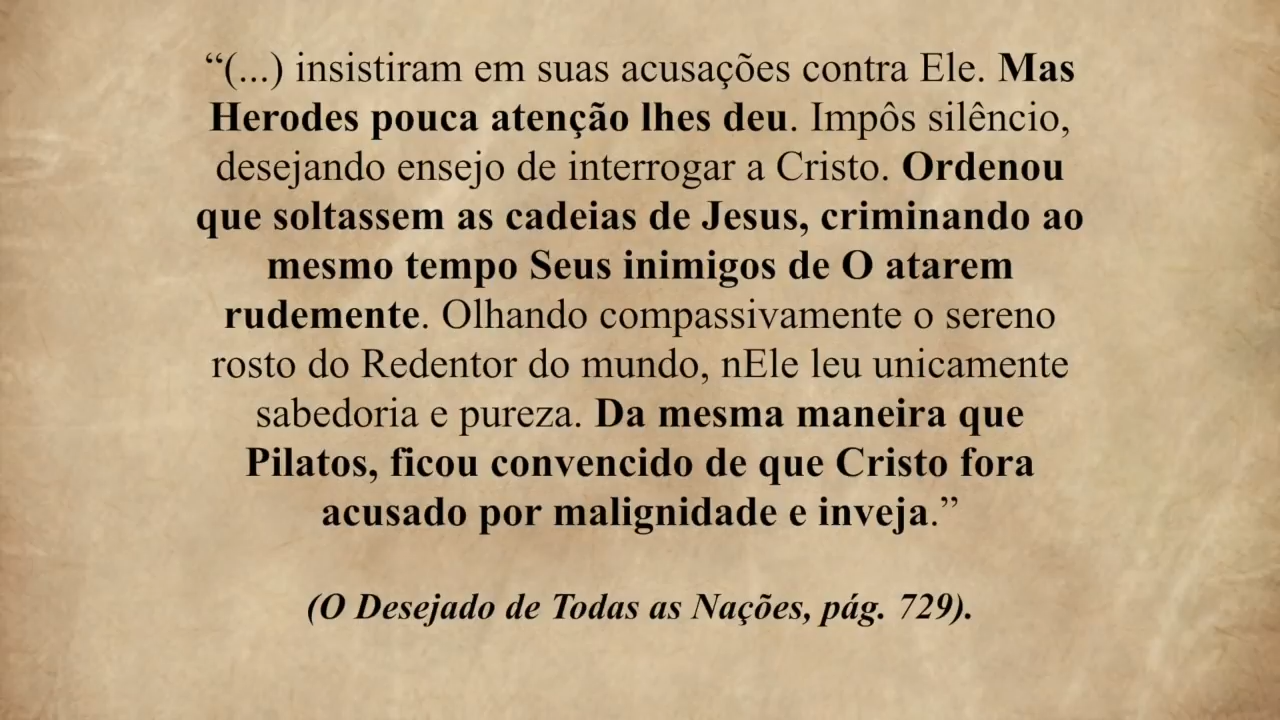 “(...) insistiram em suas acusações contra Ele. Mas
Herodes pouca atenção lhes deu. Impôs silêncio,
desejando ensejo de interrogar a Cristo. Ordenou
que soltassem as cadeias de Jesus, criminando ao
mesmo tempo Seus inimigos de O atarem
rudemente. Olhando compassivamente o sereno
rosto do Redentor do mundo, nEle leu unicamente
sabedoria e pureza. Da mesma maneira que
Pilatos, ficou convencido de que Cristo fora
acusado por malignidade e inveja.”
(O Desejado de Todas as Nações, pág. 729).